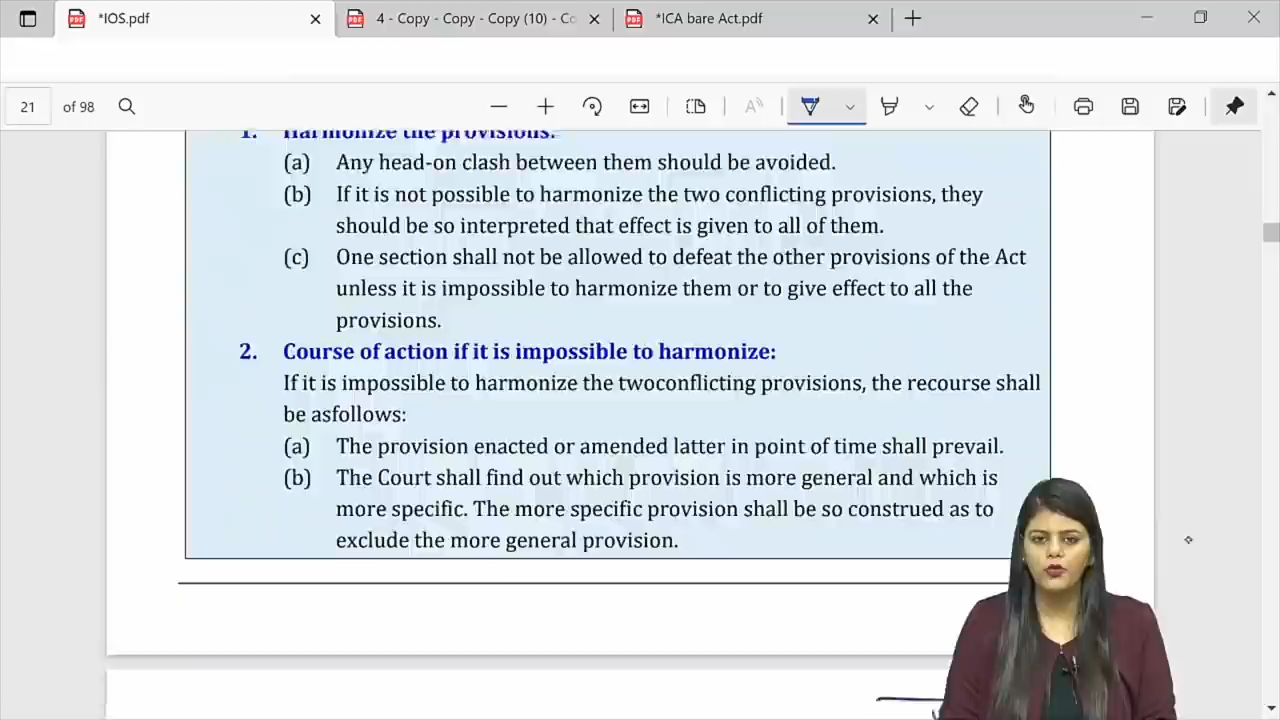 *IOS.pdf
4 - Copy - Copy - Copy (10) - Co
*ICA bare Act.pdf
21 of 98
1. Harmonize the provisions:
(a) Any head-on clash between them should be avoided.
(b) If it is not possible to harmonize the two conflicting provisions, they
should be so interpreted that effect is given to all of them.
(c) One section shall not be allowed to defeat the other provisions of the Act
unless it is impossible to harmonize them or to give effect to all the
provisions.
2. Course of action if it is impossible to harmonize:
If it is impossible to harmonize the twoconflicting provisions, the recourse shall
be asfollows:
(a) The provision enacted or amended latter in point of time shall prevail.
(b) The Court shall find out which provision is more general and which is
more specific. The more specific provision shall be so construed as to
exclude the more general provision.